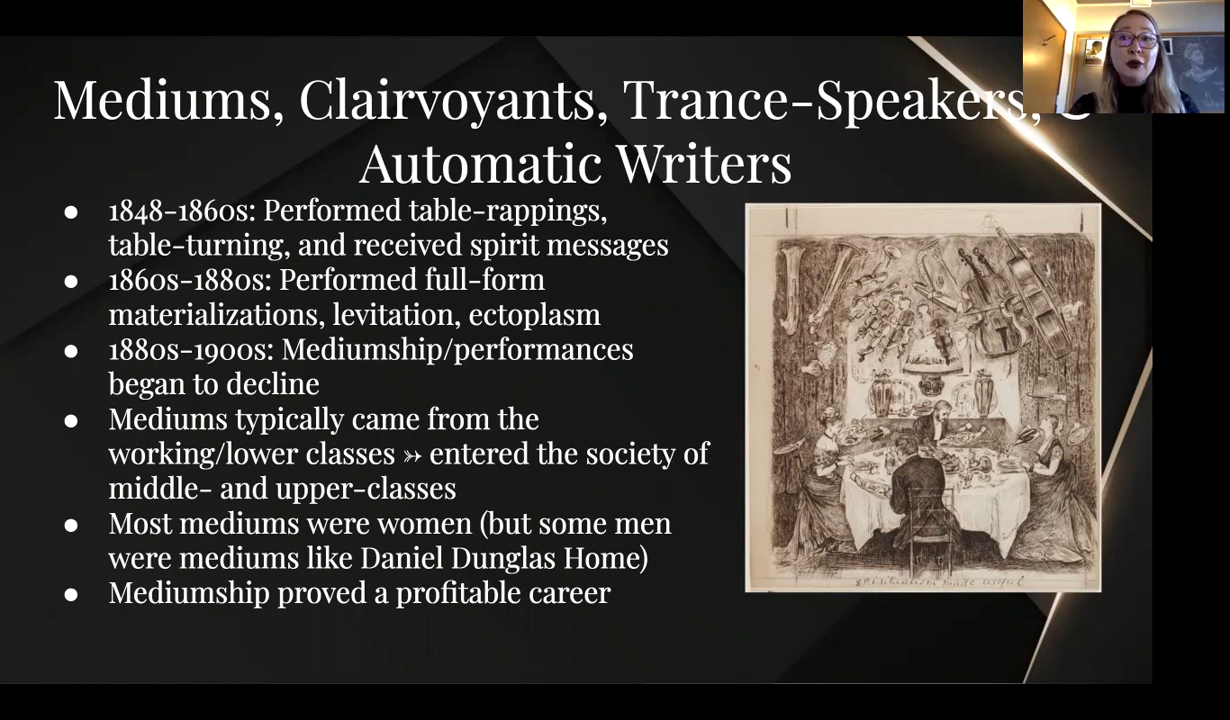 Mediums, Clairvoyants, Trance-Speakers, &
Automatic Writers
● 1848-1860s: Performed table-rappings,
table-turning, and received spirit messages
● 1860s-1880s: Performed full-form
materializations, levitation, ectoplasm
● 1880s-1900s: Mediumship/performances
began to decline
● Mediums typically came from the
working/lower classes ➳ entered the society of
middle- and upper-classes
● Most mediums were women (but some men
were mediums like Daniel Dunglas Home)
● Mediumship proved a profitable career
spiritualism made useful